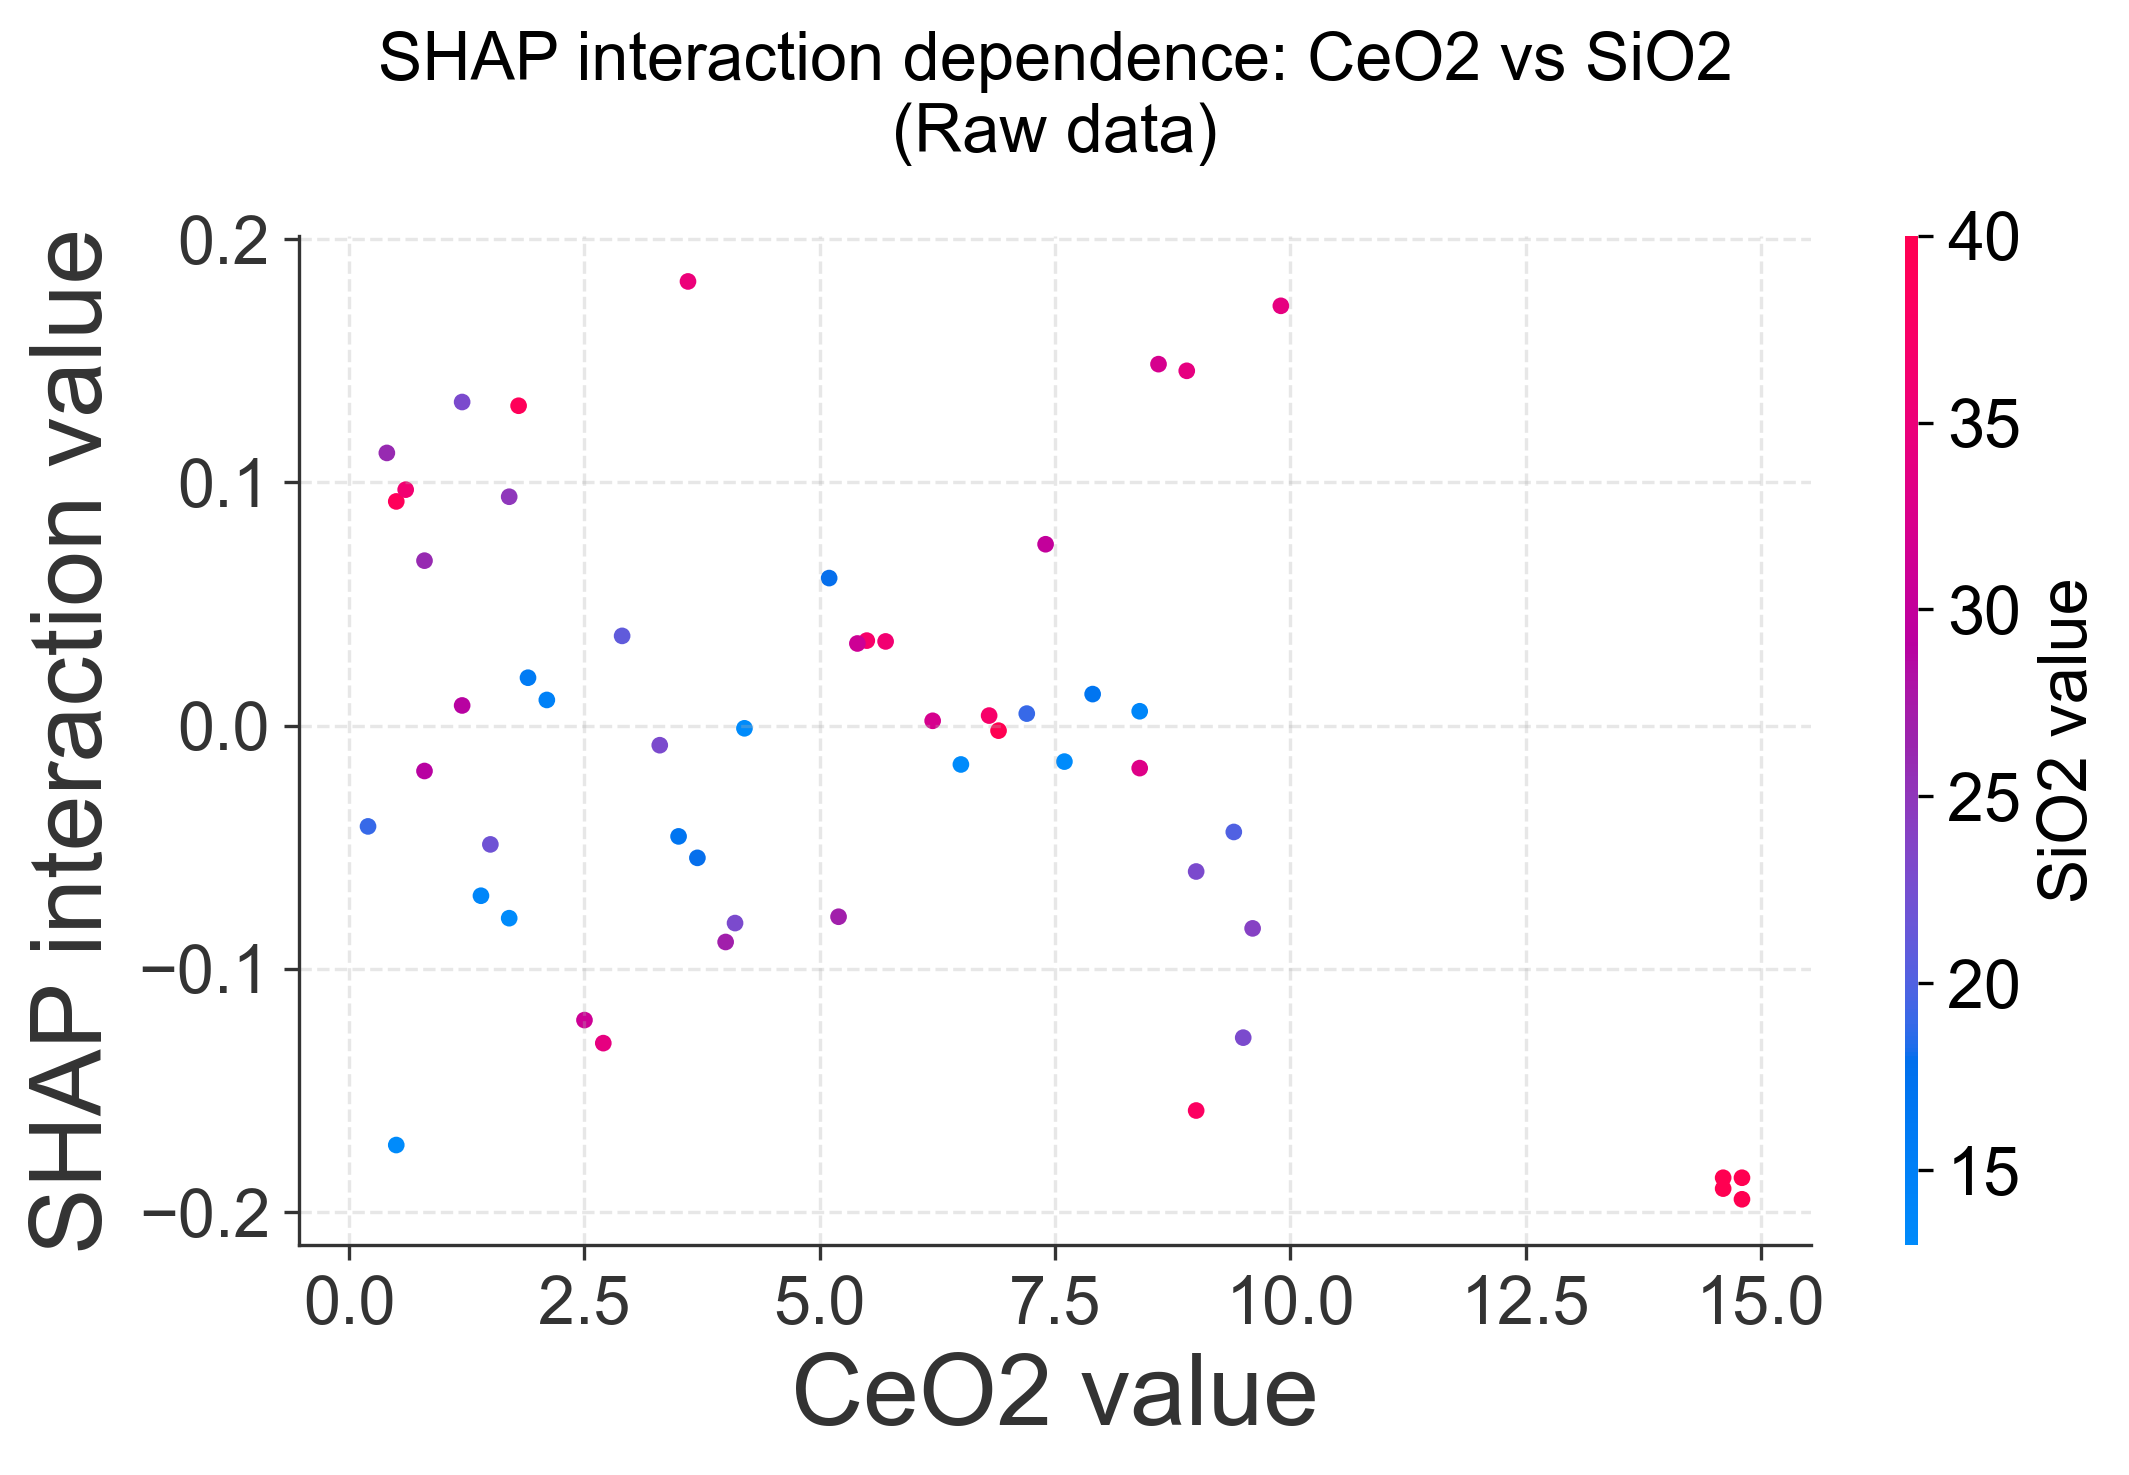 SHAP interaction dependence: CeO2 vs SiO2
(Raw data)
SHAP interaction value
0.2
0.1
0.0
−0.1
−0.2
0.0 2.5 5.0 7.5 10.0 12.5 15.0
CeO2 value
40
35
30
25
20
15
SiO2 value